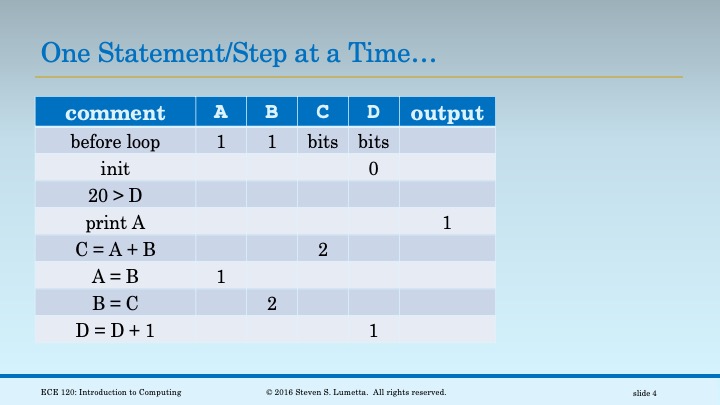 One Statement/Step at a Time…
comment A B C D output
before loop 1 1 bits bits
init 0
20 > D
print A 1
C = A + B 2
A = B 1
B = C 2
D = D + 1 1
ECE 120: Introduction to Computing © 2016 Steven S. Lumetta. All rights reserved. slide 4